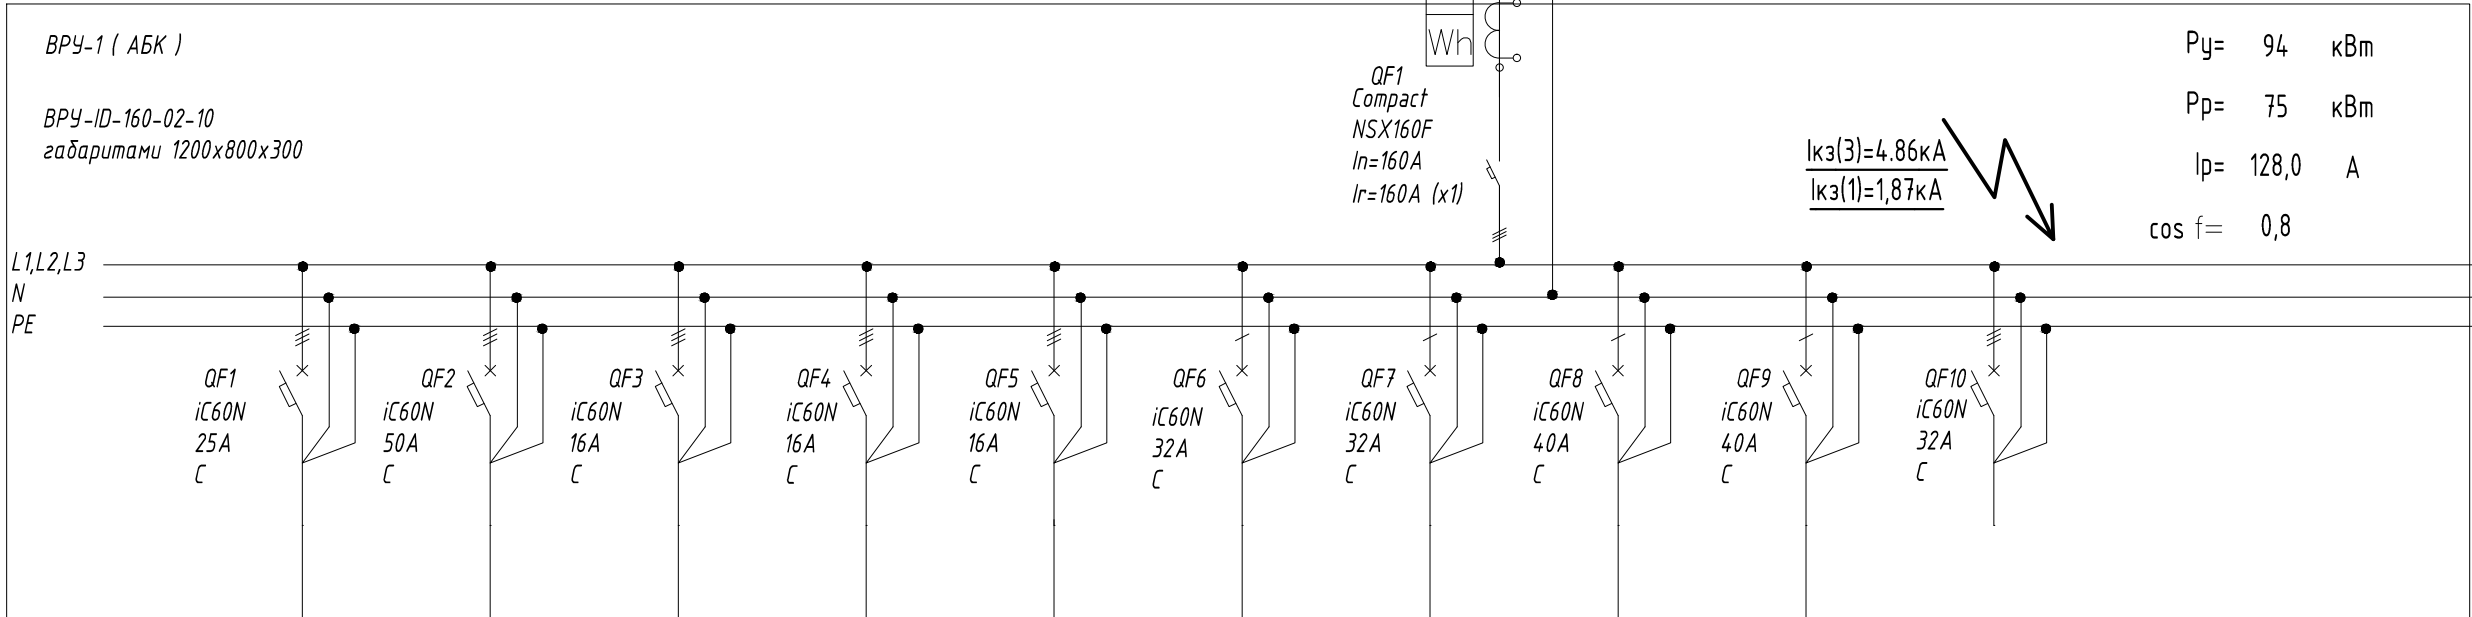 ВРУ-1 ( АБК )
ВРУ-ID-160-02-10
габаритами 1200х800х300
Wh
QF1
Compact
NSX160F
In=160A
Ir=160A (x1)
Iкз(3)=4.86кА
Iкз(1)=1,87кА
Ру= 94 кВт
Рр= 75 кВт
Iр= 128,0 А
cos f= 0,8
L1,L2,L3
N
PE
QF1
iC60N
25A
C
QF2
iC60N
50A
C
QF3
iC60N
16A
C
QF4
iC60N
16A
C
QF5
iC60N
16A
C
QF6
iC60N
32A
C
QF7
iC60N
32A
C
QF8
iC60N
40A
C
QF9
iC60N
40A
C
QF10
iC60N
32A
C